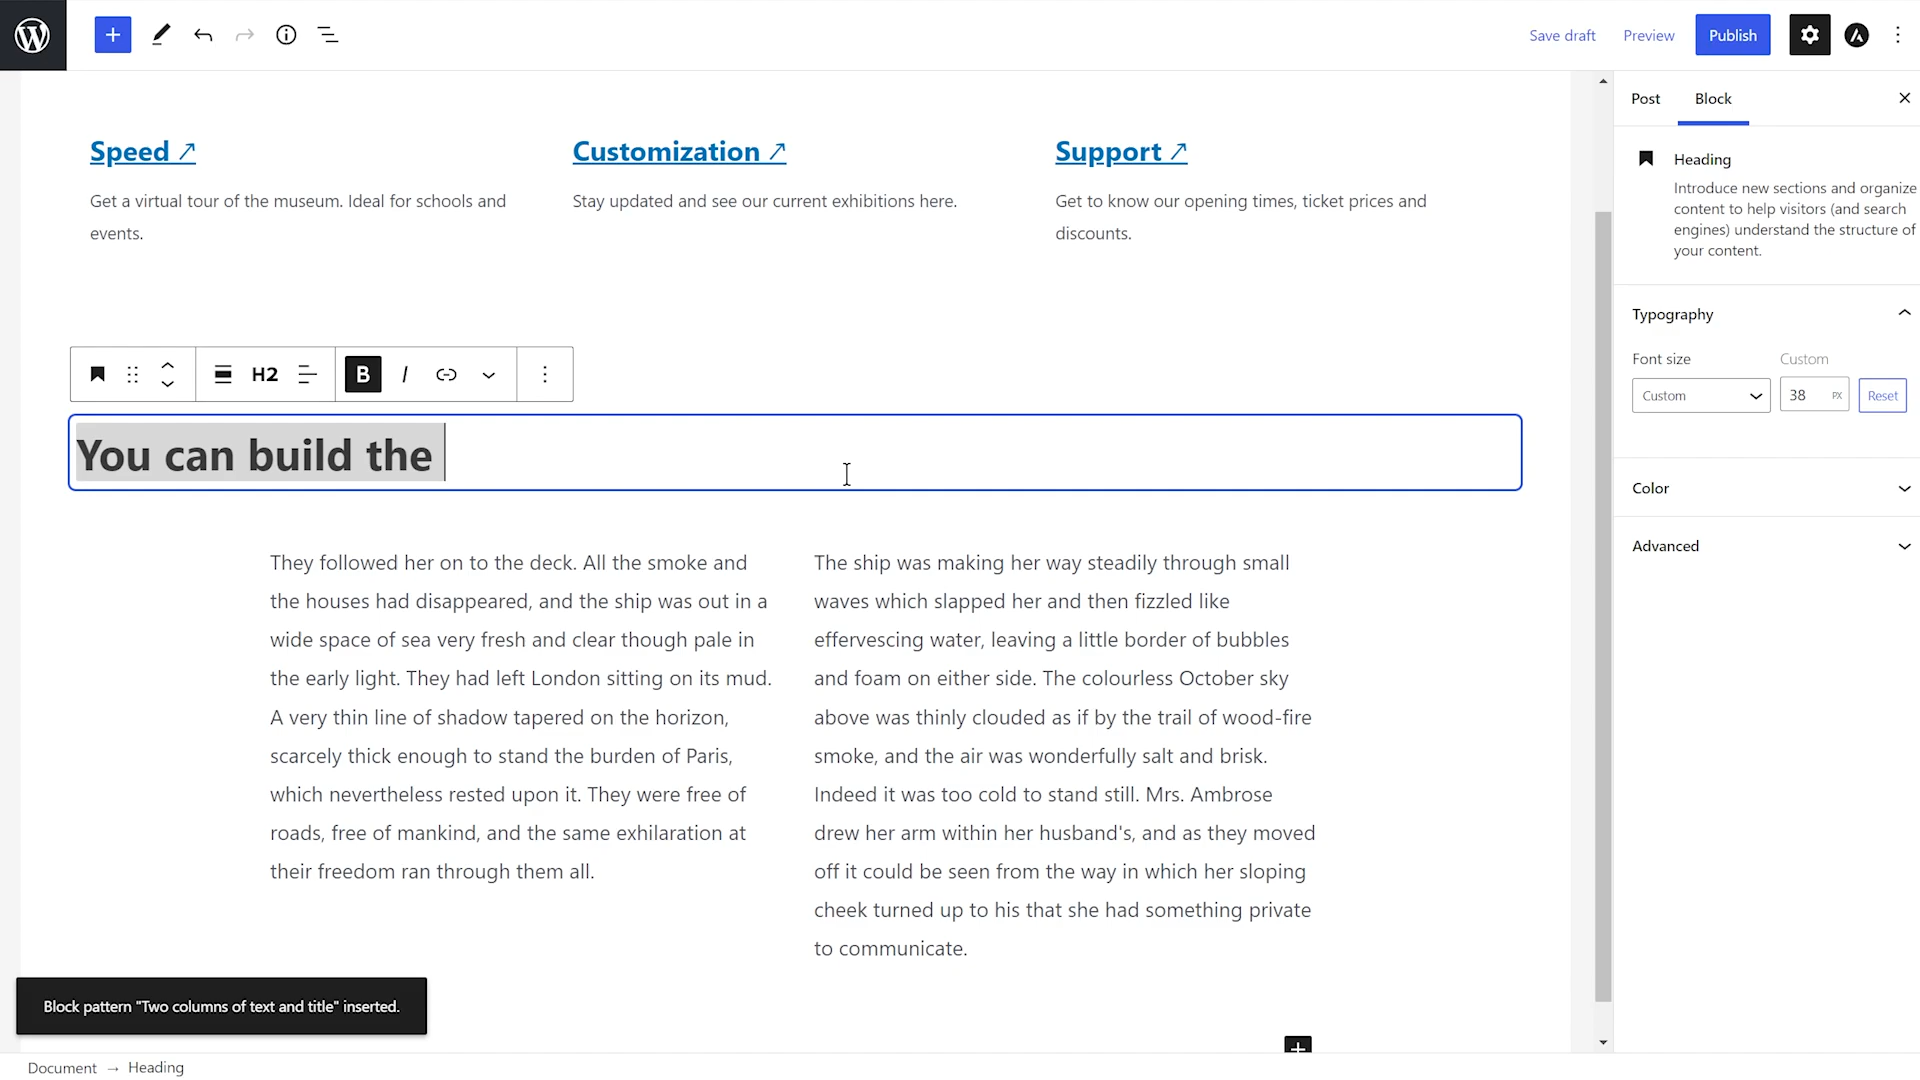 Save draft
Preview
Publish
Speed ↗
Customization ↗
Support ↗
Get a virtual tour of the museum. Ideal for schools and
events.
Stay updated and see our current exhibitions here.
Get to know our opening times, ticket prices and
discounts.
H2
B
I
You can build the
They followed her on to the deck. All the smoke and
the houses had disappeared, and the ship was out in a
wide space of sea very fresh and clear though pale in
the early light. They had left London sitting on its mud.
A very thin line of shadow tapered on the horizon,
scarcely thick enough to stand the burden of Paris,
which nevertheless rested upon it. They were free of
roads, free of mankind, and the same exhilaration at
their freedom ran through them all.
The ship was making her way steadily through small
waves which slapped her and then fizzled like
effervescing water, leaving a little border of bubbles
and foam on either side. The colourless October sky
above was thinly clouded as if by the trail of wood-fire
smoke, and the air was wonderfully salt and brisk.
Indeed it was too cold to stand still. Mrs. Ambrose
drew her arm within her husband's, and as they moved
off it could be seen from the way in which her sloping
cheek turned up to his that she had something private
to communicate.
Block pattern "Two columns of text and title" inserted.
Document → Heading
Post
Block
Heading
Introduce new sections and organize
content to help visitors (and search
engines) understand the structure of
your content.
Typography
Font size
Custom
Custom
38
PX
Reset
Color
Advanced